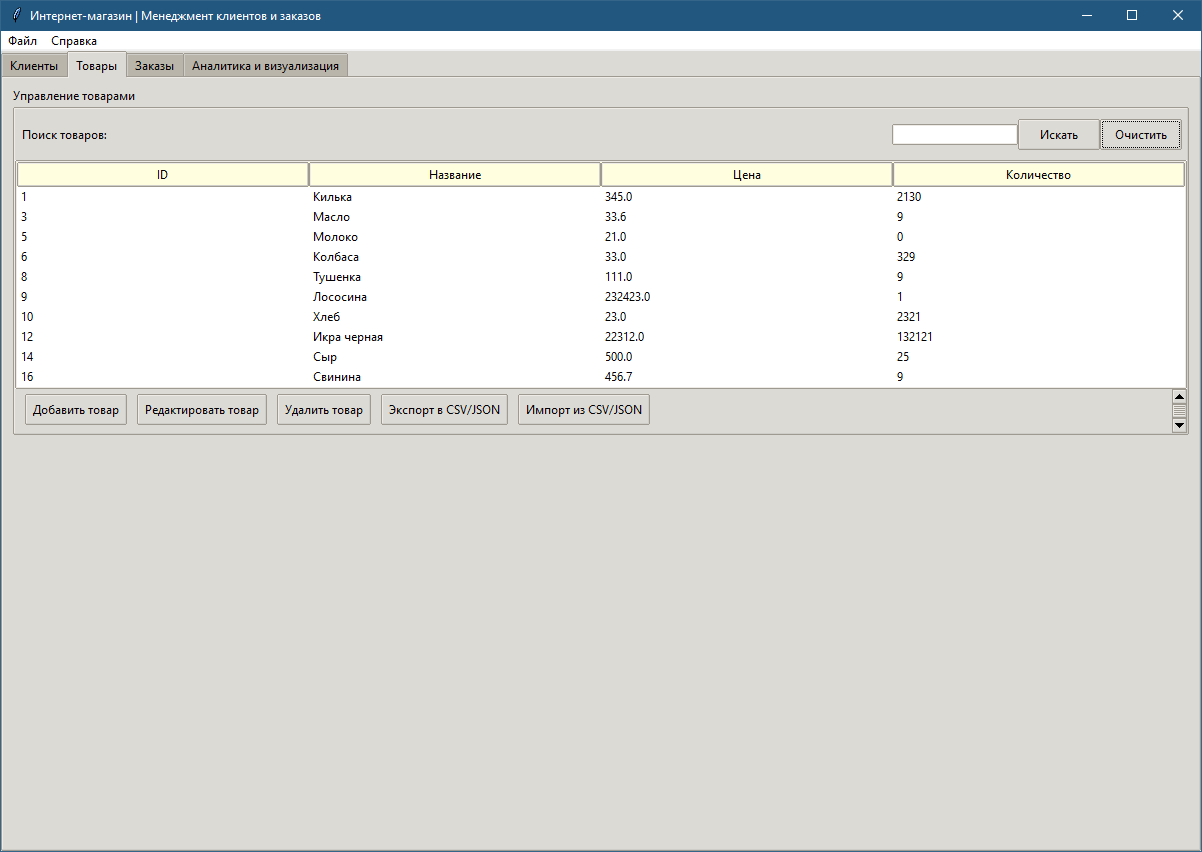 Интернет-магазин | Менеджмент клиентов и заказов
Файл Справка
Клиенты Товары Заказы Аналитика и визуализация
Управление товарами
Поиск товаров: Искать Очистить
ID Название Цена Количество
1 Килька 345.0 2130
3 Масло 33.6 9
5 Молоко 21.0 0
6 Колбаса 33.0 329
8 Тушенка 111.0 9
9 Лососина 232423.0 1
10 Хлеб 23.0 2321
12 Икра черная 22312.0 132121
14 Сыр 500.0 25
16 Свинина 456.7 9
Добавить товар Редактировать товар Удалить товар Экспорт в CSV/JSON Импорт из CSV/JSON